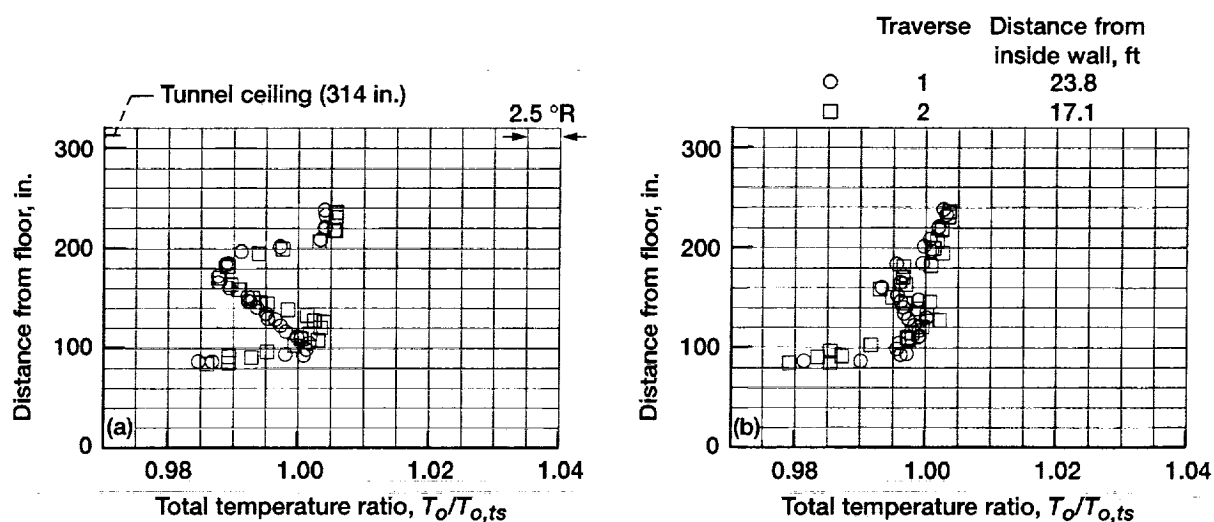 Traverse Distance from
inside wall, ft
1 23.8
2 17.1
Tunnel ceiling (314 in.)
2.5 °R
300
200
100
0
Distance from floor, in.
(a)
0.98 1.00 1.02 1.04
Total temperature ratio, To/To,ts
300
200
100
0
Distance from floor, in.
(b)
0.98 1.00 1.02 1.04
Total temperature ratio, To/To,ts